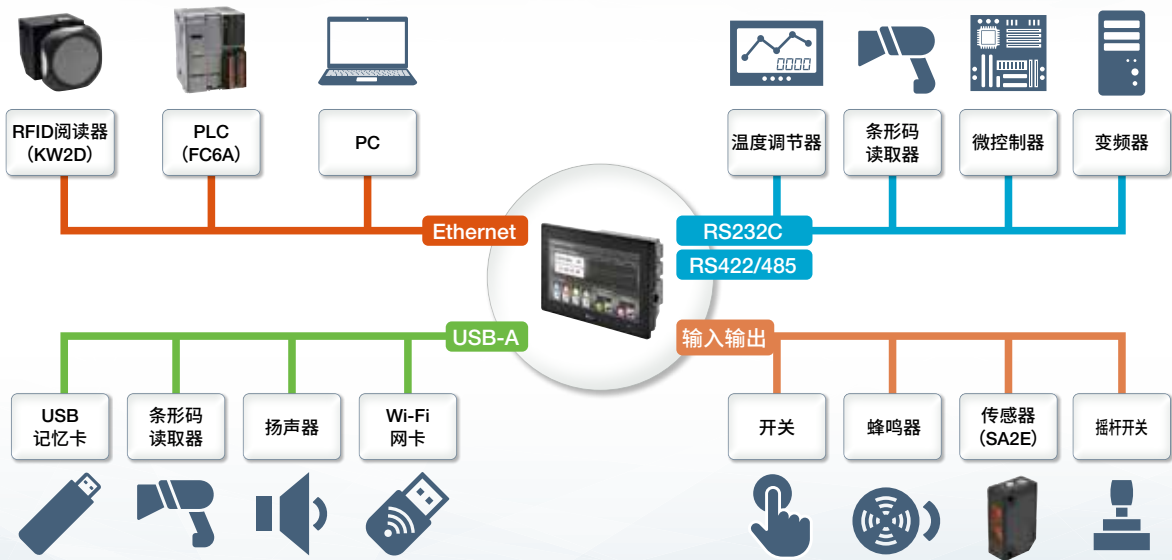 RFID阅读器
（KW2D）
PLC
（FC6A）
PC
温度调节器
条形码
读取器
微控制器
变频器
Ethernet
RS232C
RS422/485
USB-A
输入输出
USB
记忆卡
条形码
读取器
扬声器
Wi-Fi
网卡
开关
蜂鸣器
传感器
（SA2E）
摇杆开关